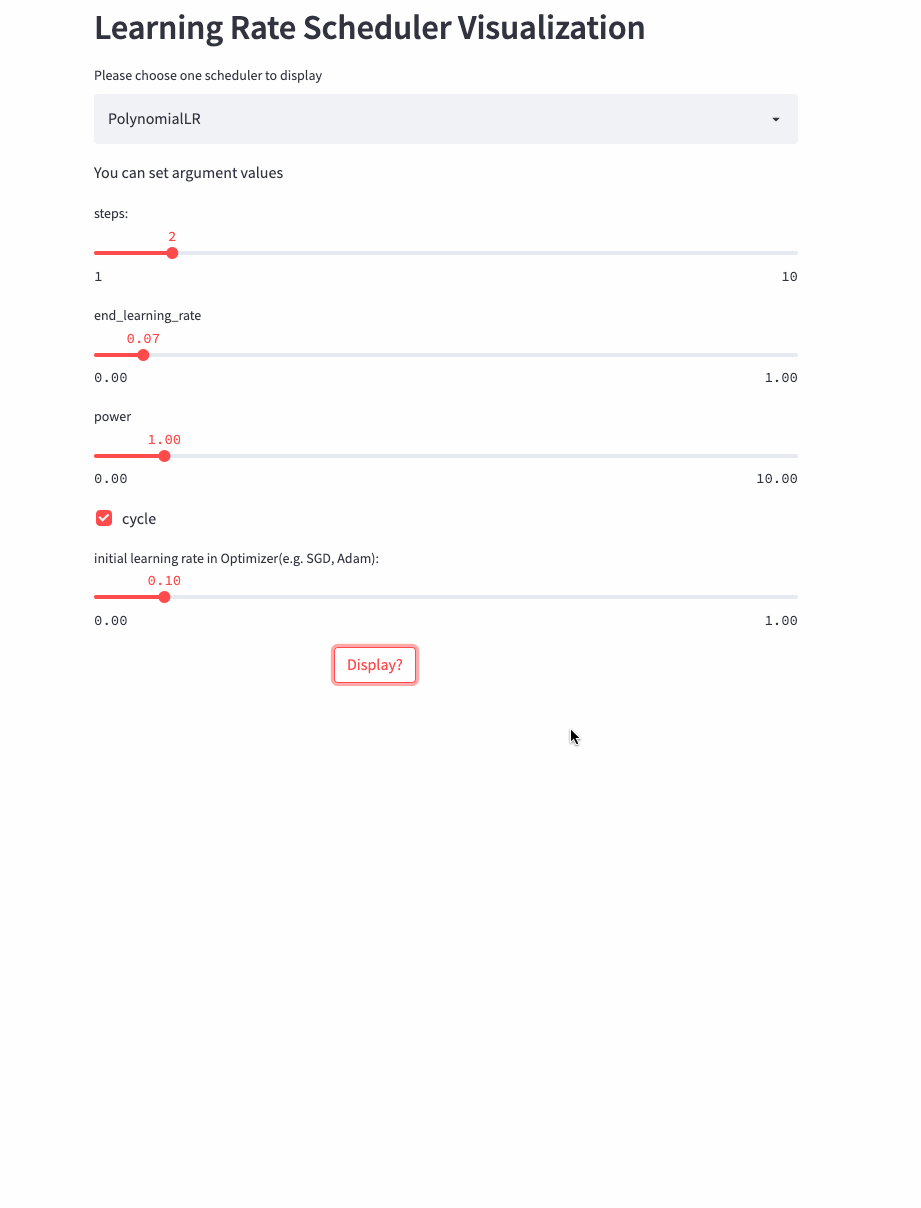 Learning Rate Scheduler Visualization
Please choose one scheduler to display
PolynomialLR
You can set argument values
steps:
2
1 10
end_learning_rate
0.07
0.00 1.00
power
1.00
0.00 10.00
cycle
initial learning rate in Optimizer(e.g. SGD, Adam):
0.10
0.00 1.00
Display?